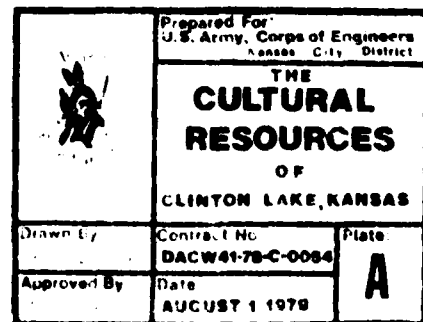 Prepared For:
U.S. Army, Corps of Engineers
Kansas City District
THE
CULTURAL
RESOURCES
OF
CLINTON LAKE, KANSAS
Drawn By
Contract No
DACW41-78-C-0064
Plate:
A
Approved By
Date
AUGUST 1 1979